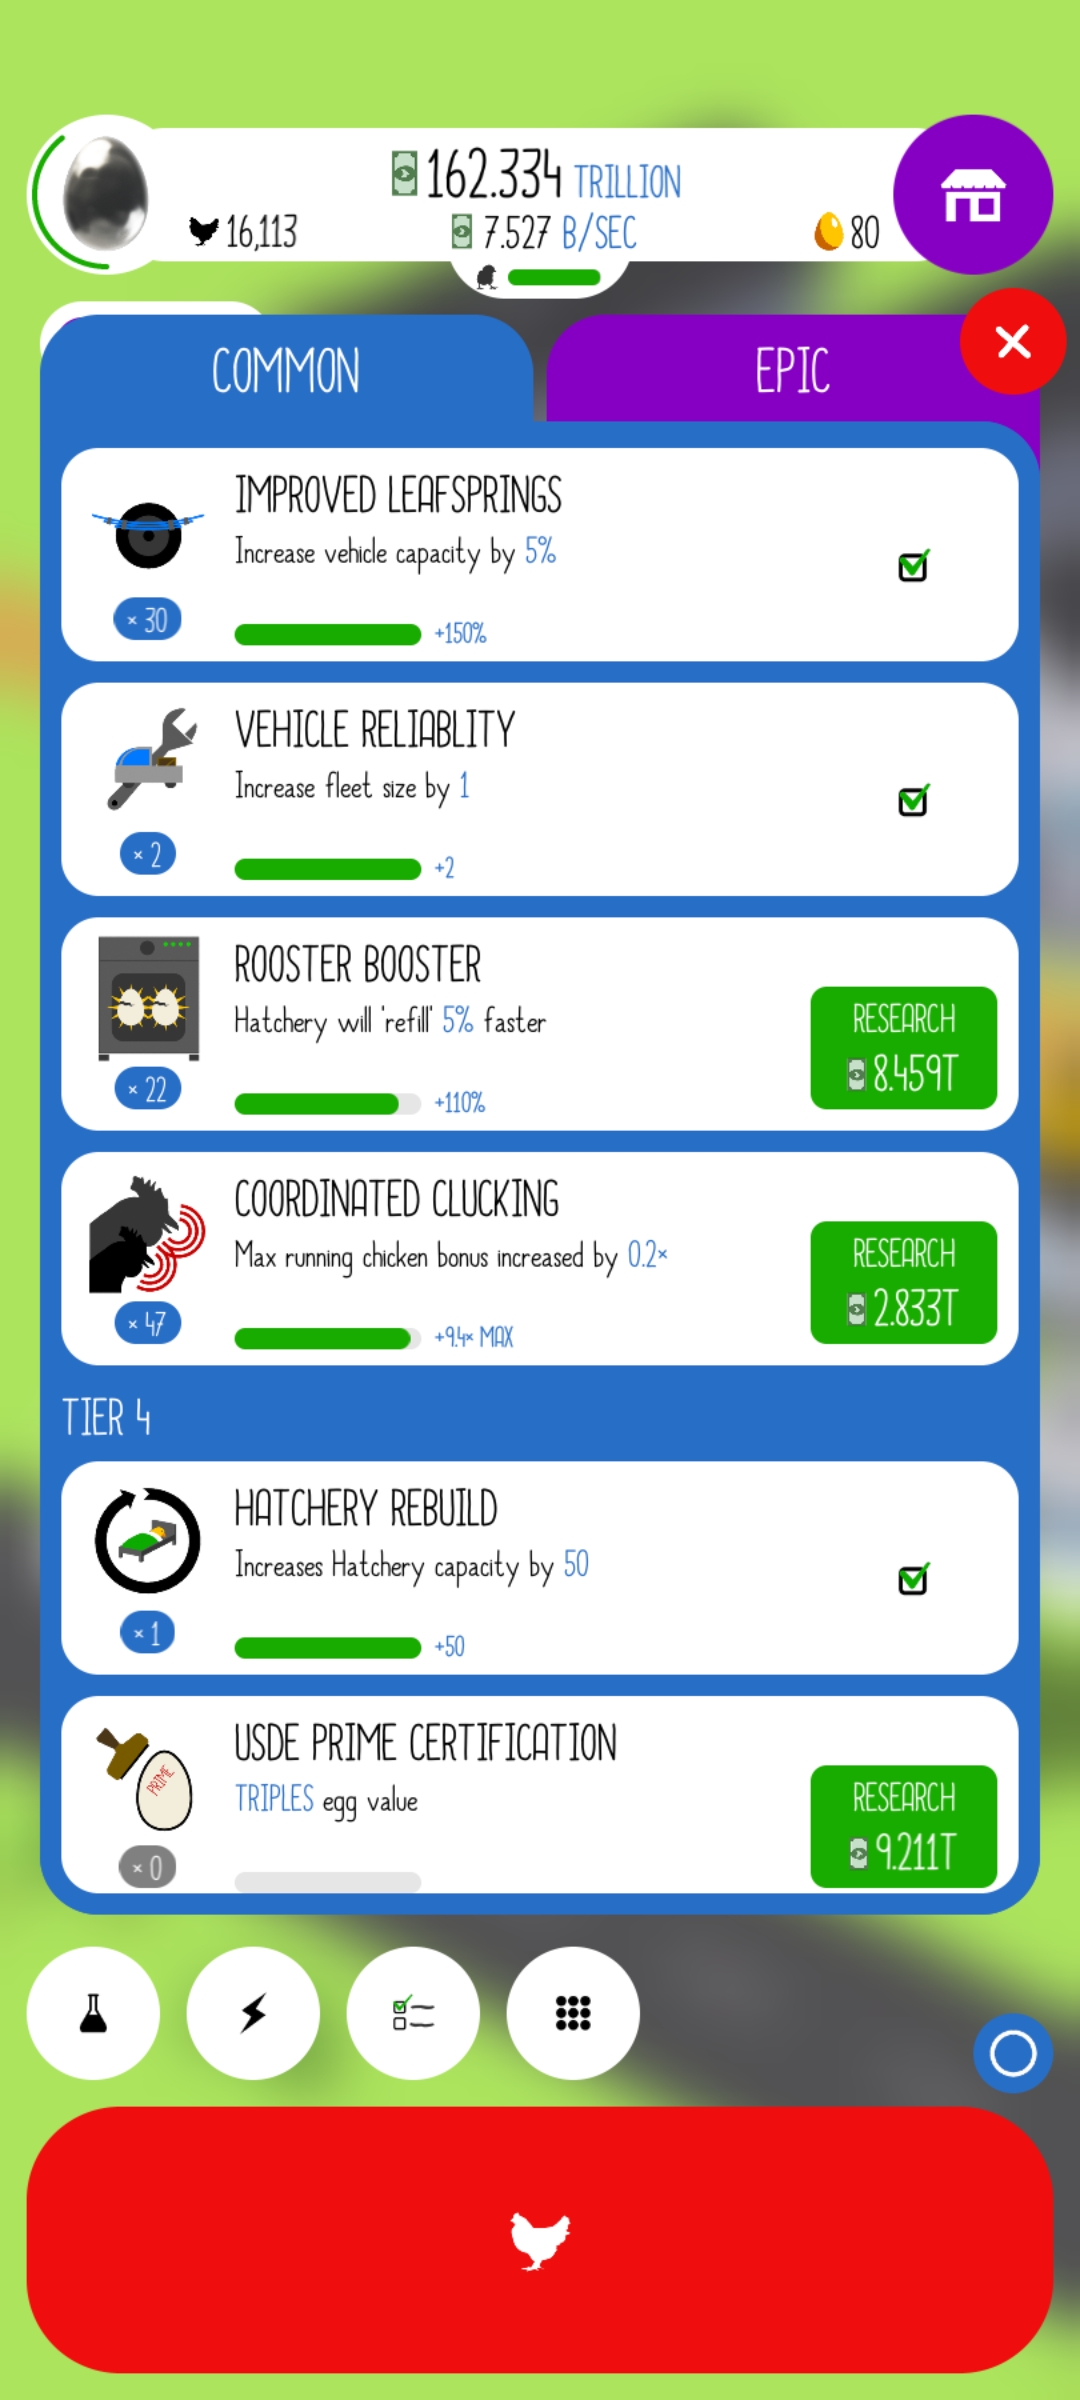 162.334 TRILLION
16,113 7.527 B/SEC 80
COMMON EPIC
IMPROVED LEAFSPRINGS
Increase vehicle capacity by 5%
× 30 +150%
VEHICLE RELIABLITY
Increase fleet size by 1
× 2 +2
ROOSTER BOOSTER
Hatchery will 'refill' 5% faster
RESEARCH
8.459T
× 22 +110%
COORDINATED CLUCKING
Max running chicken bonus increased by 0.2×
RESEARCH
2.833T
× 47 +9.4× MAX
TIER 4
HATCHERY REBUILD
Increases Hatchery capacity by 50
× 1 +50
USDE PRIME CERTIFICATION
TRIPLES egg value
PRIME
RESEARCH
9.211T
× 0